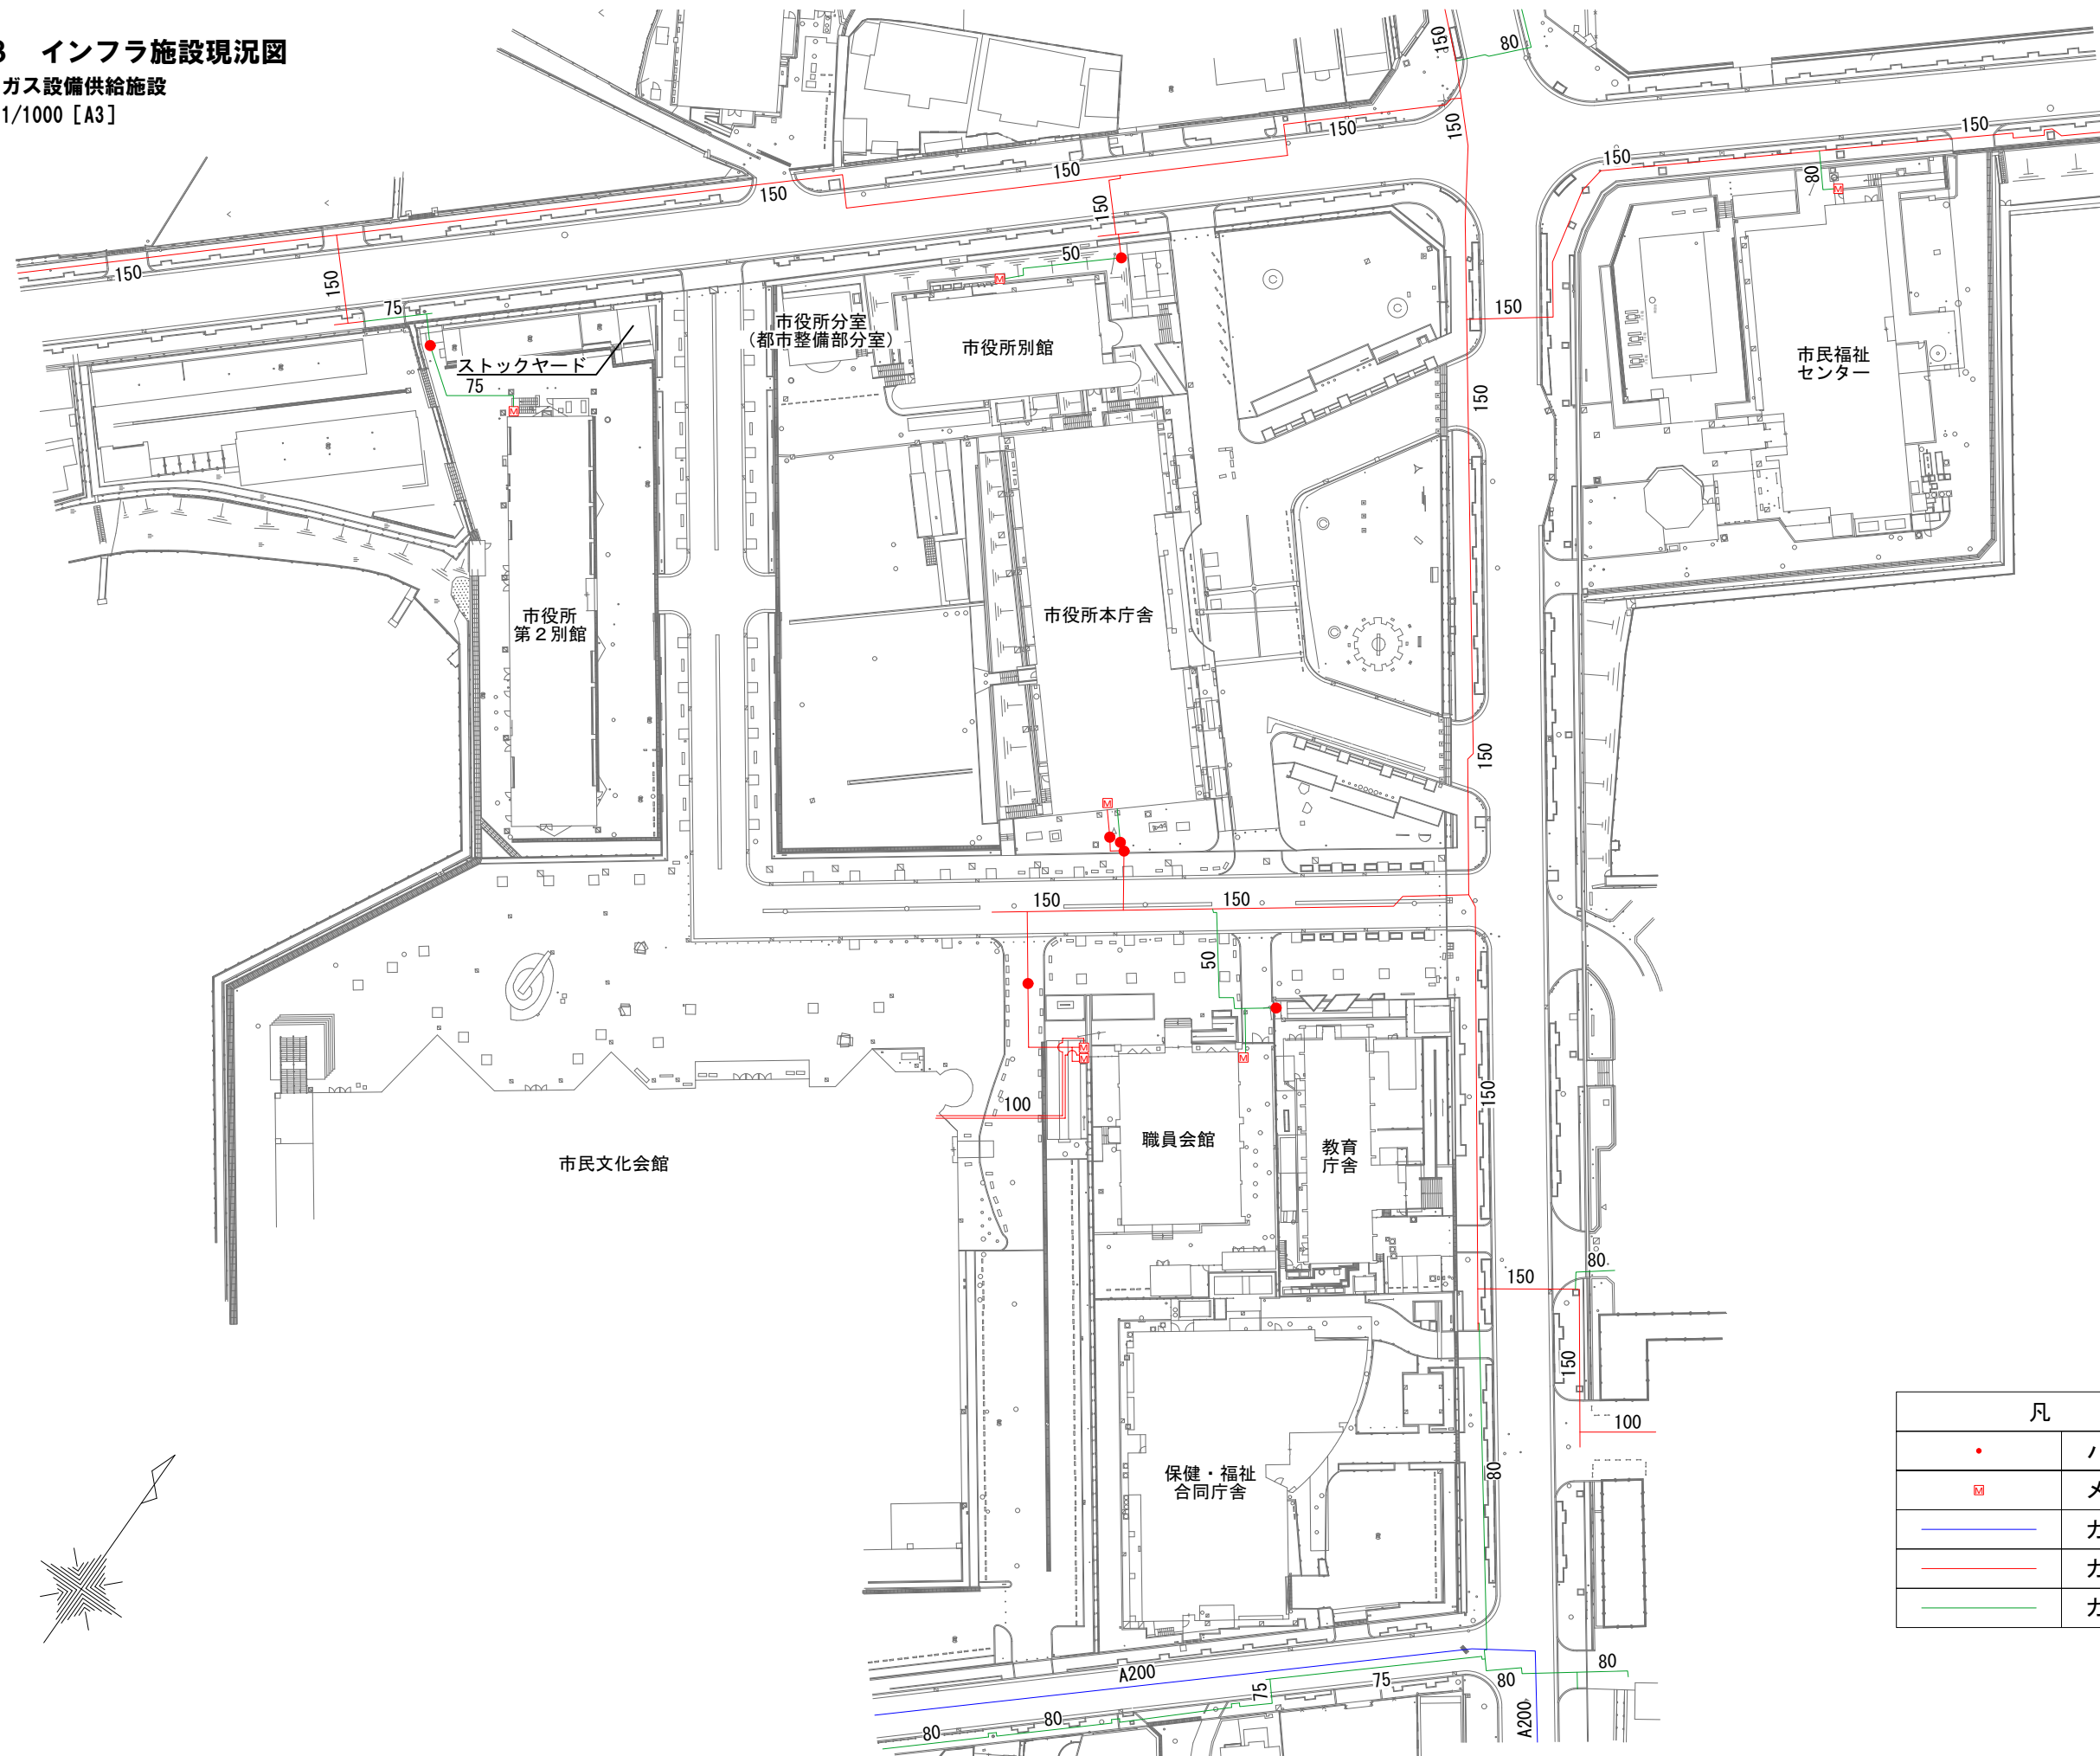 インフラ施設現況図
ガス設備供給施設
1/1000 [A3]
150
80
150
150
150
150
150
150
150
80
150
150
50
150
75
150
市役所分室
(都市整備部分室)
市役所別館
市民福祉
センター
ストックヤード
75
150
市役所
第2別館
市役所本庁舎
150
150
150
50
150
100
職員会館
教育
庁舎
市民文化会館
150
80
150
凡
100
保健・福祉
合同庁舎
80
M
A200
80
75
75
80
80
80
A200